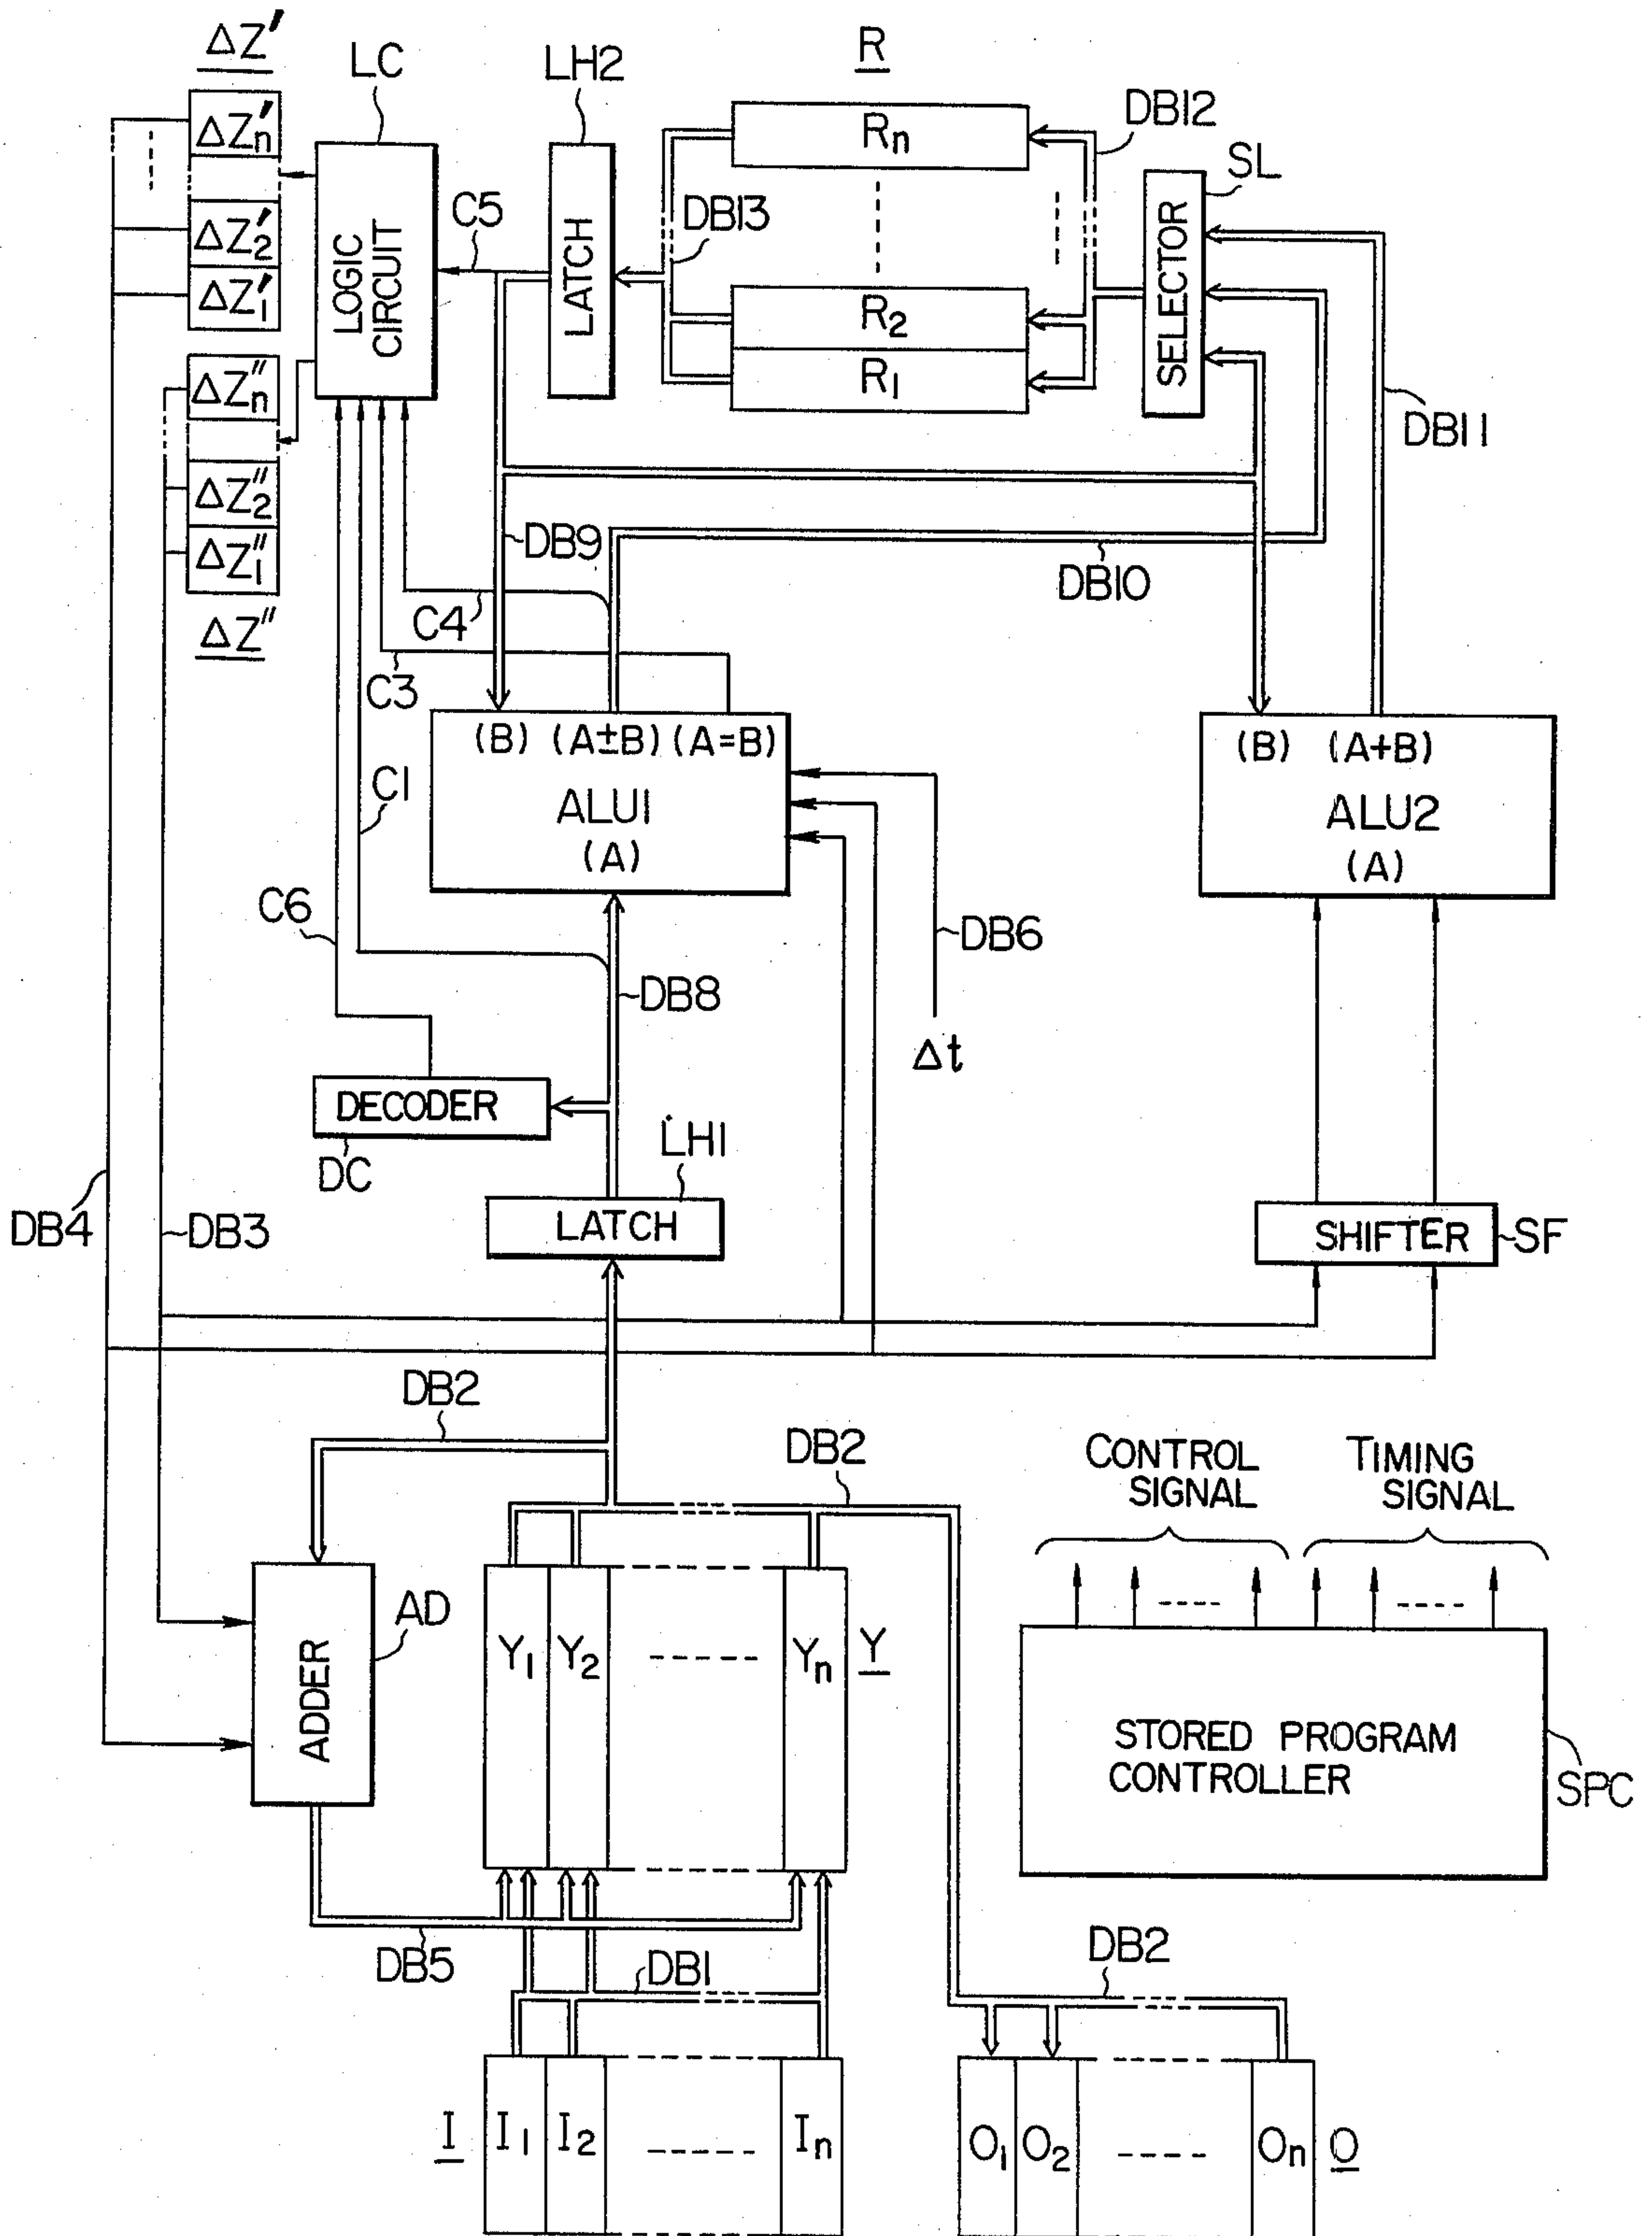 ΔZ'
LC
LH2
R
DB12
SL
ΔZ'n
ΔZ'2
ΔZ'1
LOGIC CIRCUIT
C5
LATCH
DB13
Rn
R2
R1
SELECTOR
DB11
ΔZ"n
ΔZ"2
ΔZ"1
ΔZ"
DB9
DB10
C4
C3
C1
(B) (A±B) (A=B)
ALU1
(A)
(B) (A+B)
ALU2
(A)
C6
DB8
DB6
Δt
DECODER
DC
LH1
LATCH
DB4
DB3
SHIFTER
SF
DB2
DB2
CONTROL
SIGNAL
TIMING
SIGNAL
AD
ADDER
Y1
Y2
Yn
Y
STORED PROGRAM
CONTROLLER
SPC
DB5
DB1
DB2
I
I1
I2
In
O1
O2
On
O